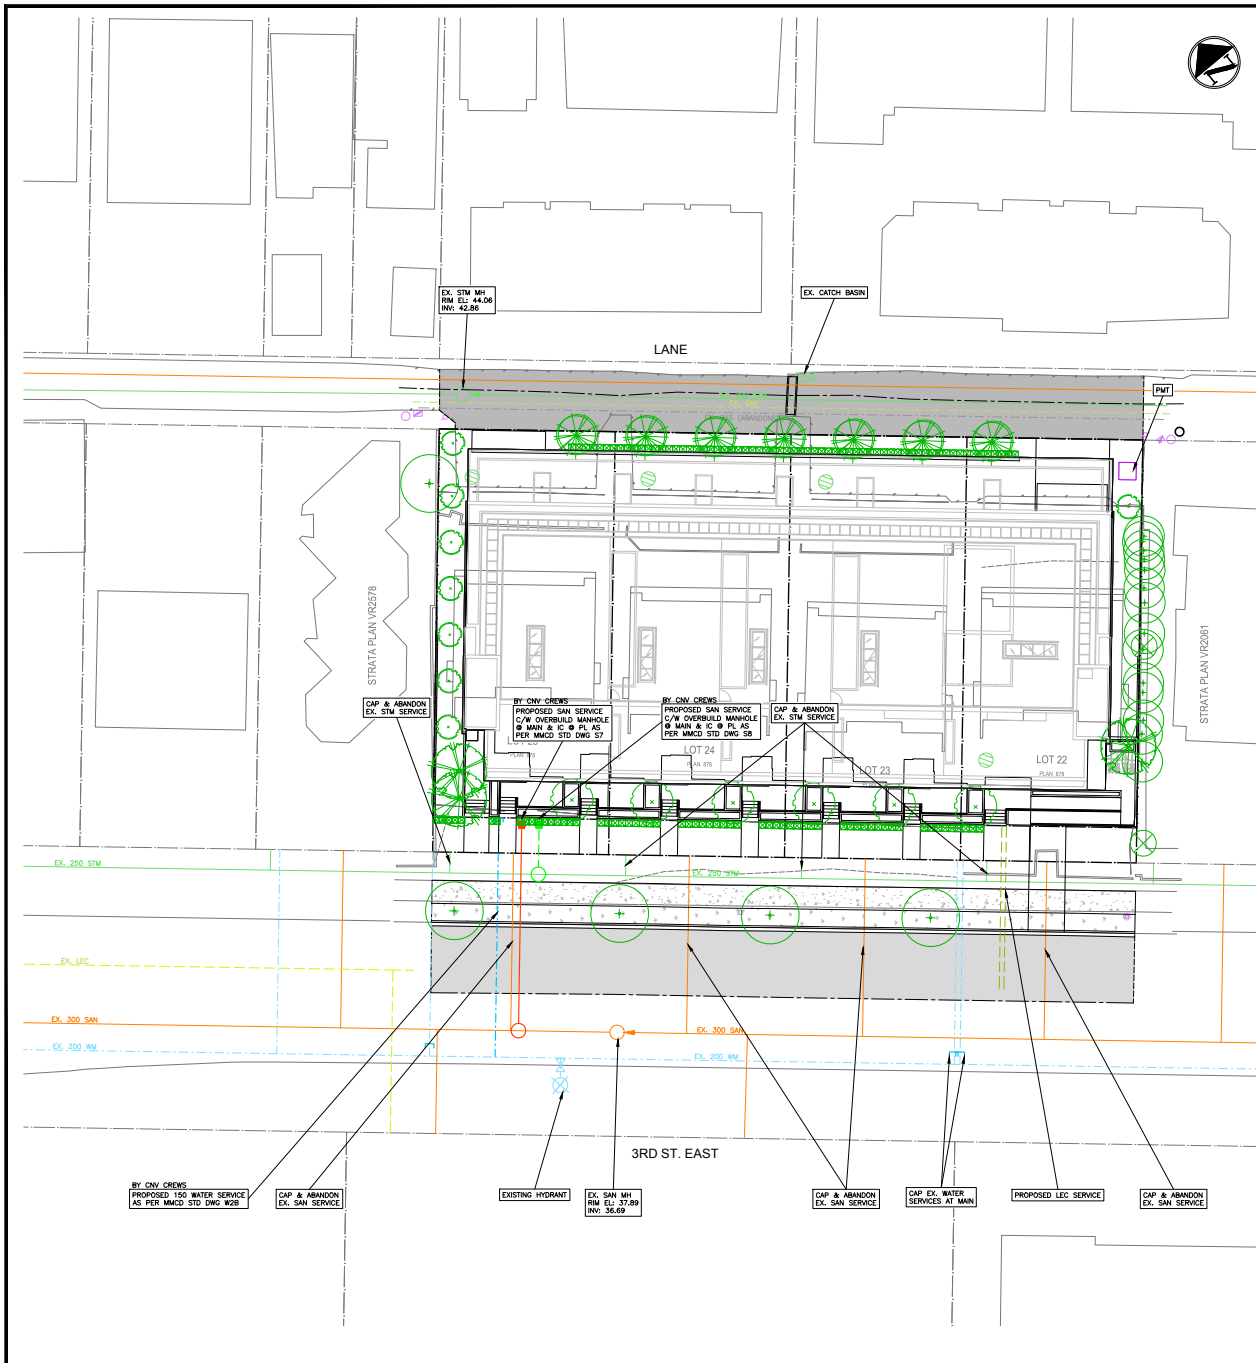 EX. STM MH
RIM EL: 44.06
INV: 42.86
EX. CATCH BASIN
LANE
PMT
STRATA PLAN VR2578
STRATA PLAN VR2061
CAP & ABANDON
EX. STM SERVICE
BY CNV CREWS
PROPOSED SAN SERVICE
C/W OVERBUILD MANHOLE
@ MAIN & IC @ PL AS
PER MMCD STD DWG S7
BY CNV CREWS
PROPOSED SAN SERVICE
C/W OVERBUILD MANHOLE
@ MAIN & IC @ PL AS
PER MMCD STD DWG S8
CAP & ABANDON
EX. STM SERVICE
PLAN 878
LOT 24
PLAN 878
LOT 23
LOT 22
PLAN 878
EX. 250 STM
EX. 250 STM
EX. LEC
EX. 300 SAN
EX. 300 SAN
EX. 200 WM
EX. 200 WM
3RD ST. EAST
BY CNV CREWS
PROPOSED 150 WATER SERVICE
AS PER MMCD STD DWG W2B
CAP & ABANDON
EX. SAN SERVICE
EXISTING HYDRANT
EX. SAN MH
RIM EL: 37.89
INV: 36.69
CAP & ABANDON
EX. SAN SERVICE
CAP EX. WATER
SERVICES AT MAIN
PROPOSED LEC SERVICE
CAP & ABANDON
EX. SAN SERVICE